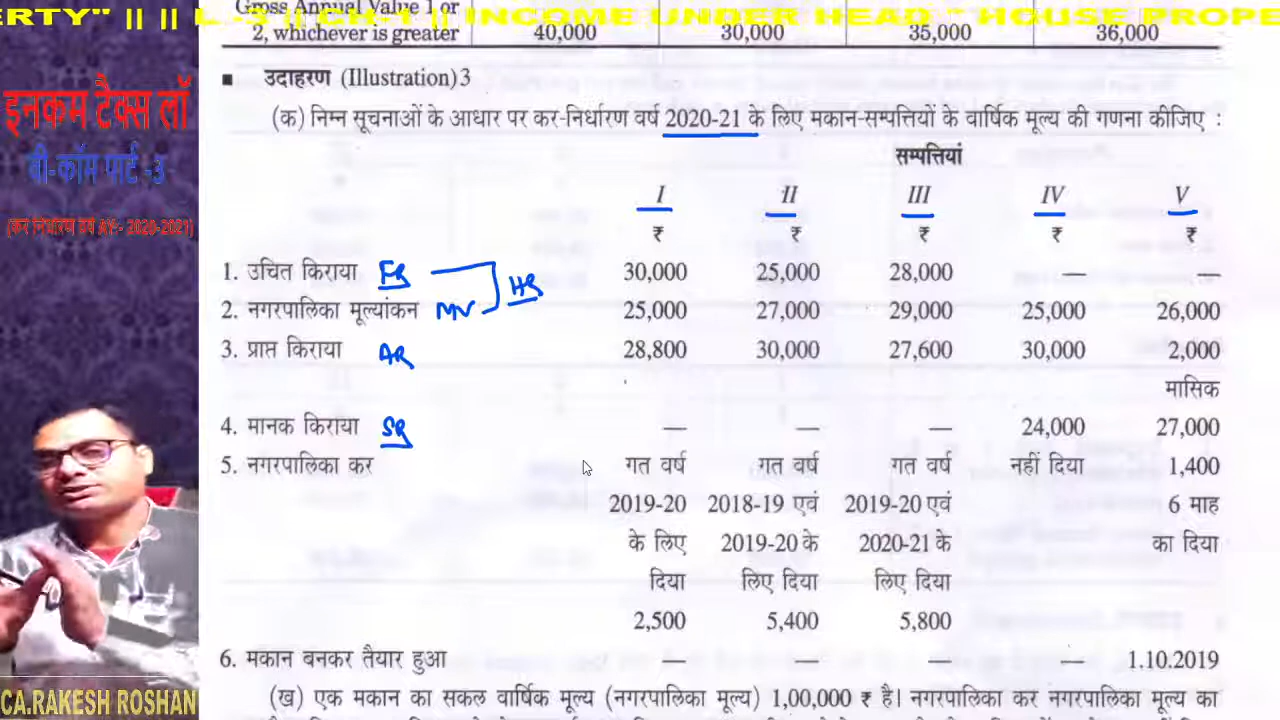 ERTY" || || L -3 || CH-1 || INCOME UNDER HEAD " HOUSE PROPE
Gross Annual Value 1 or
2, whichever is greater 40,000 30,000 35,000 36,000
इनकम टैक्स लॉ
बी-कॉम पार्ट -3
(कर निर्धारण वर्ष AY:- 2020-2021)
■ उदाहरण (Illustration)3
(क) निम्न सूचनाओं के आधार पर कर-निर्धारण वर्ष 2020-21 के लिए मकान-सम्पत्तियों के वार्षिक मूल्य की गणना कीजिए :
सम्पत्तियां
I II III IV V
₹ ₹ ₹ ₹ ₹
1. उचित किराया FR 30,000 25,000 28,000 — —
HR
2. नगरपालिका मूल्यांकन MV 25,000 27,000 29,000 25,000 26,000
3. प्राप्त किराया AR 28,800 30,000 27,600 30,000 2,000
मासिक
4. मानक किराया SR — — — 24,000 27,000
5. नगरपालिका कर गत वर्ष गत वर्ष गत वर्ष नहीं दिया 1,400
2019-20 2018-19 एवं 2019-20 एवं 6 माह
के लिए 2019-20 के 2020-21 के का दिया
दिया लिए दिया लिए दिया
2,500 5,400 5,800
6. मकान बनकर तैयार हुआ — — — — 1.10.2019
(ख) एक मकान का सकल वार्षिक मूल्य (नगरपालिका मूल्य) 1,00,000 ₹ है। नगरपालिका कर नगरपालिका मूल्य का
CA.RAKESH ROSHAN